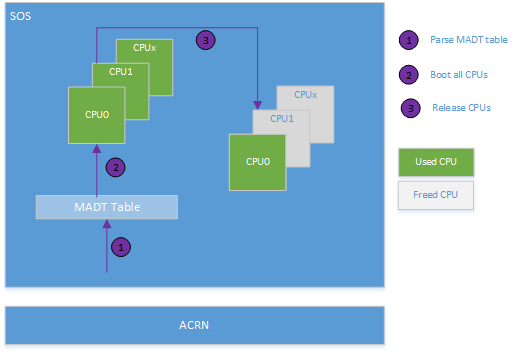 SOS
CPUx
CPU1
CPU0
3
CPUx
CPU1
CPU0
2
MADT Table
1
ACRN
1 Parse MADT table
2 Boot all CPUs
3 Release CPUs
Used CPU
Freed CPU